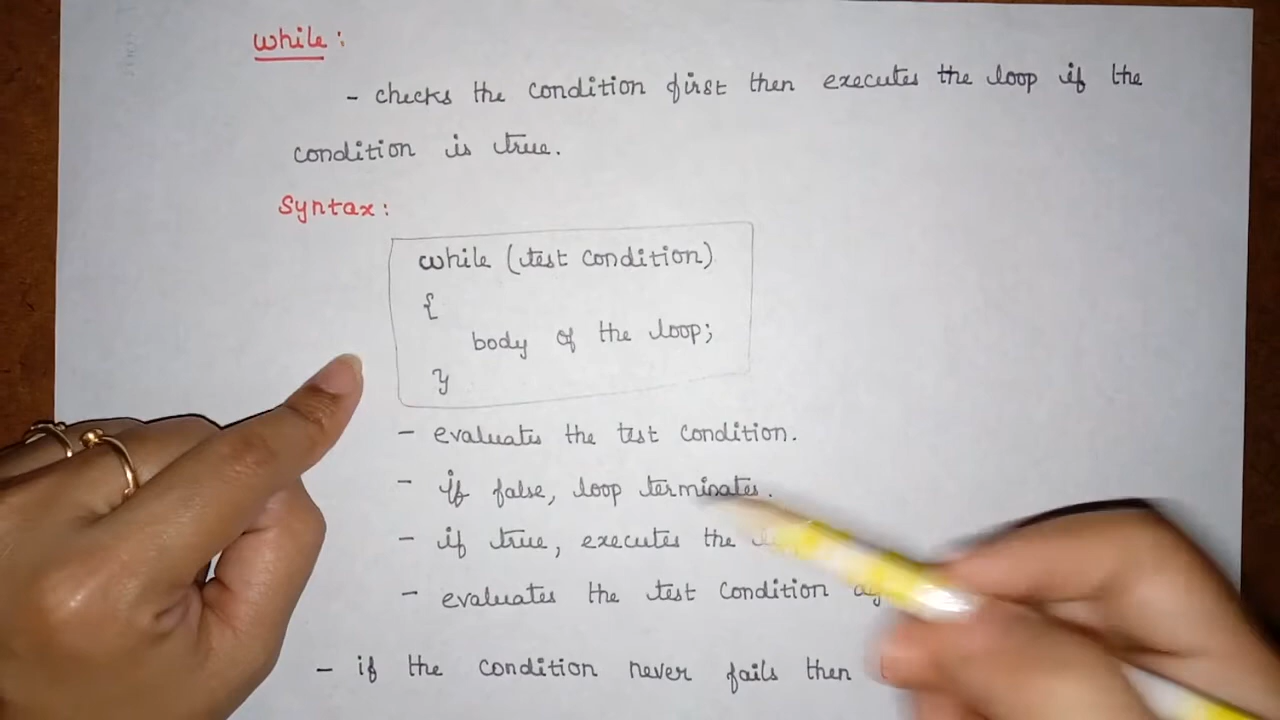 while:
- checks the condition first then executes the loop if the
condition is true.
Syntax:
while (test condition)
{
body of the loop;
}
- evaluates the test condition.
- if false, loop terminates.
- if true, executes the
- evaluates the test condition
- if the condition never fails then